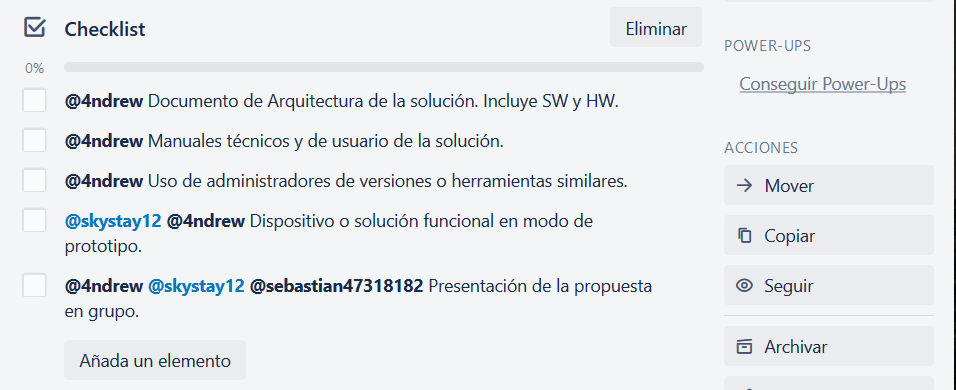 Checklist
Eliminar
0%
@4ndrew Documento de Arquitectura de la solución. Incluye SW y HW.
@4ndrew Manuales técnicos y de usuario de la solución.
@4ndrew Uso de administradores de versiones o herramientas similares.
@skystay12 @4ndrew Dispositivo o solución funcional en modo de
prototipo.
@4ndrew @skystay12 @sebastian47318182 Presentación de la propuesta
en grupo.
Añada un elemento
POWER-UPS
Conseguir Power-Ups
ACCIONES
Mover
Copiar
Seguir
Archivar